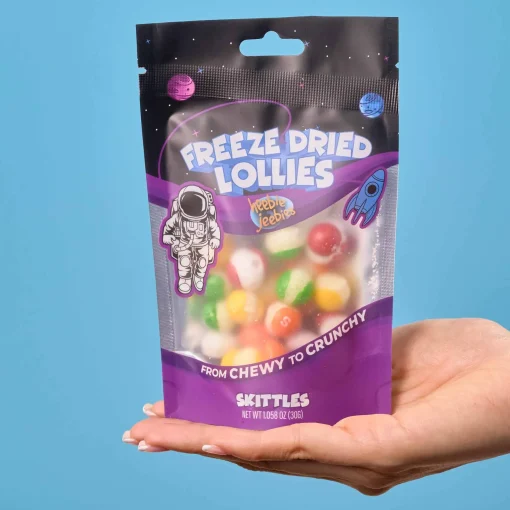 FREEZE DRIED
LOLLIES
heebie
jeebies
S
FROM CHEWY TO CRUNCHY
SKITTLES
NET WT 1.058 OZ (30G)